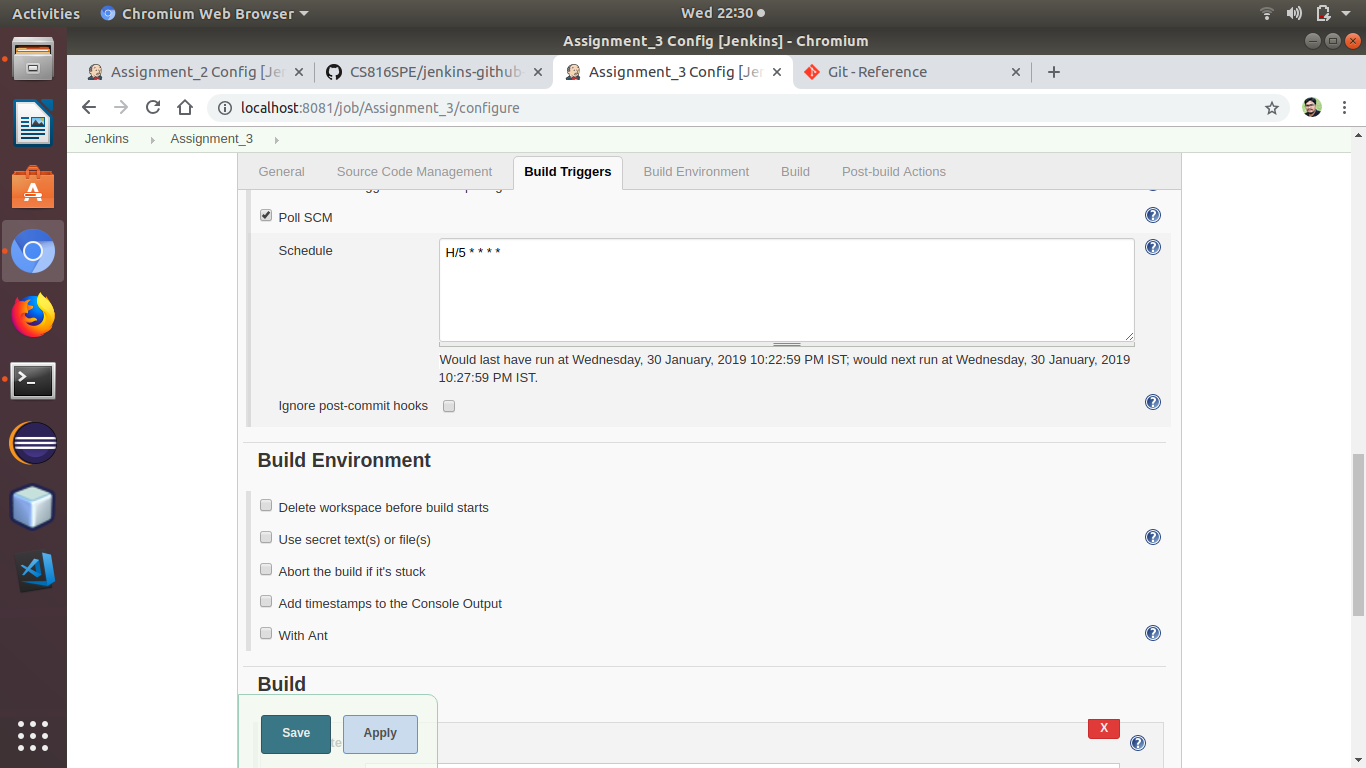 Activities
Chromium Web Browser
Wed 22:30
Assignment_3 Config [Jenkins] - Chromium
Assignment_2 Config [Je
CS816SPE/jenkins-github
Assignment_3 Config [Je
Git - Reference
localhost:8081/job/Assignment_3/configure
Jenkins
Assignment_3
General
Source Code Management
Build Triggers
Build Environment
Build
Post-build Actions
Poll SCM
Schedule
H/5 * * * *
Would last have run at Wednesday, 30 January, 2019 10:22:59 PM IST; would next run at Wednesday, 30 January, 2019
10:27:59 PM IST.
Ignore post-commit hooks
Build Environment
Delete workspace before build starts
Use secret text(s) or file(s)
Abort the build if it's stuck
Add timestamps to the Console Output
With Ant
Build
Save
Apply
X